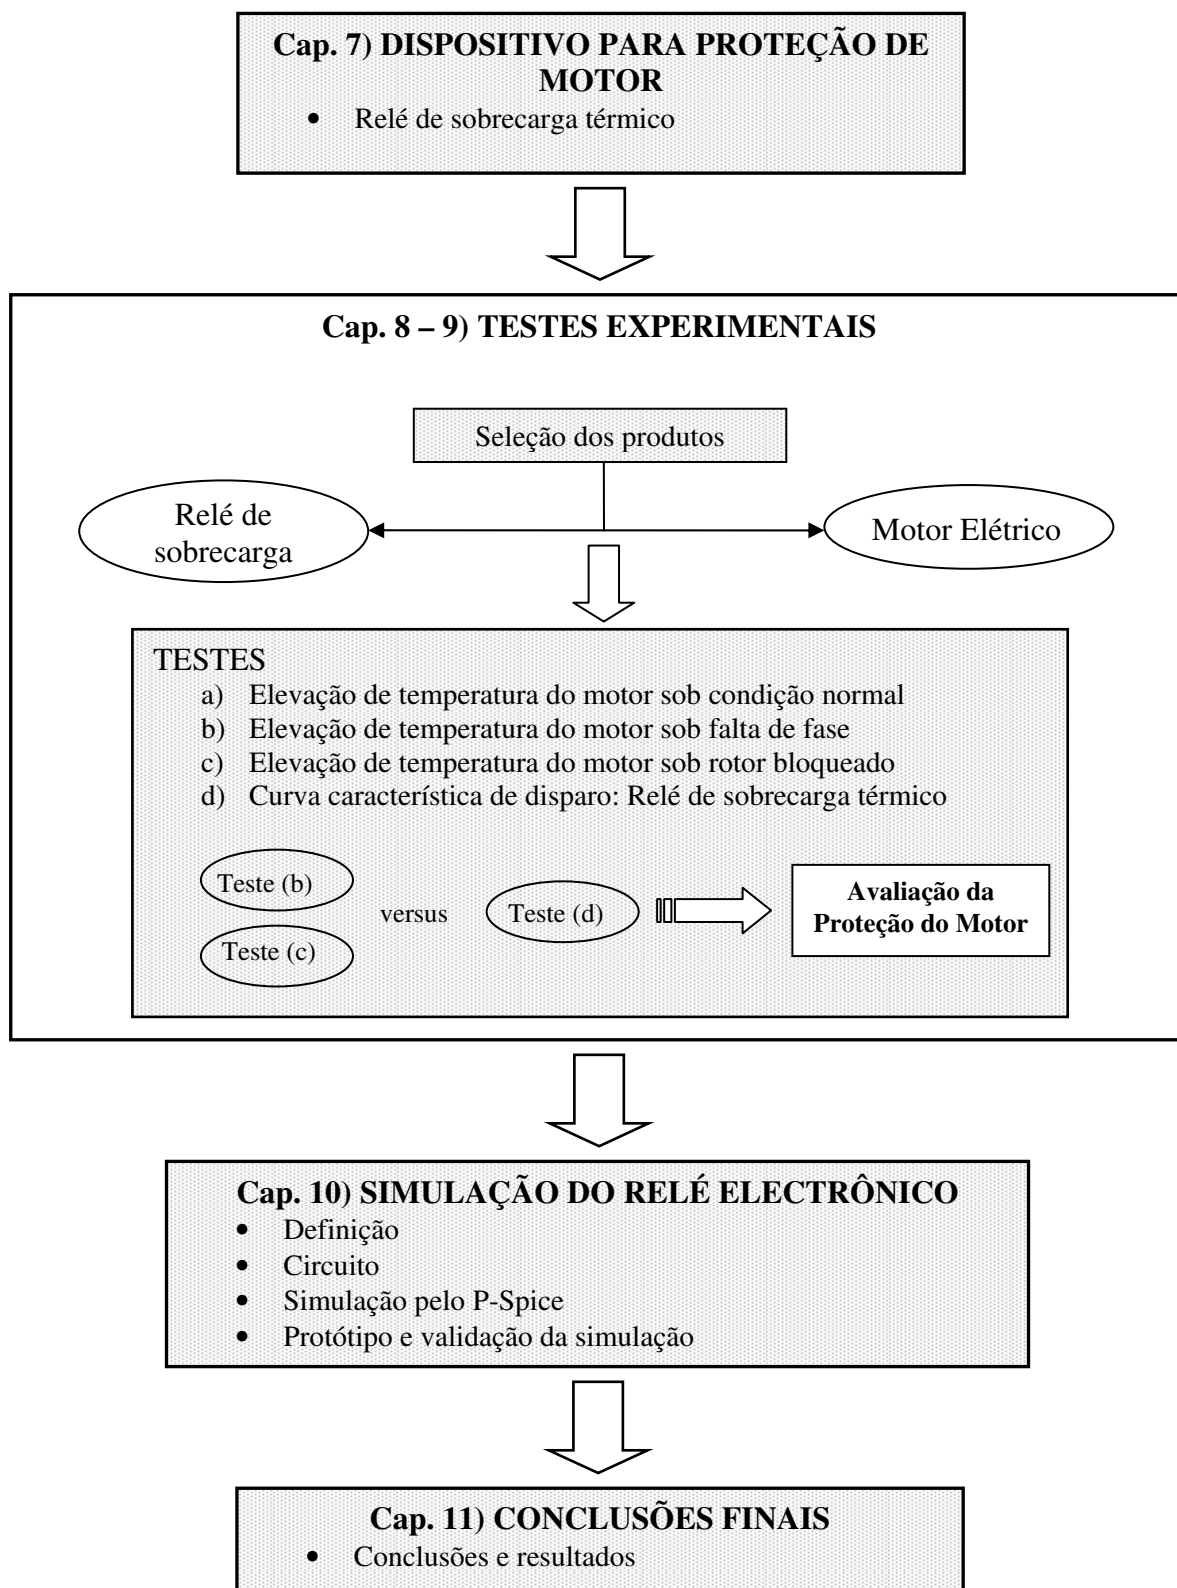 Cap. 7) DISPOSITIVO PARA PROTEÇÃO DE
MOTOR
• Relé de sobrecarga térmico
Cap. 8 – 9) TESTES EXPERIMENTAIS
Seleção dos produtos
Relé de
sobrecarga
Motor Elétrico
TESTES
a) Elevação de temperatura do motor sob condição normal
b) Elevação de temperatura do motor sob falta de fase
c) Elevação de temperatura do motor sob rotor bloqueado
d) Curva característica de disparo: Relé de sobrecarga térmico
Teste (b)
Teste (c)
versus
Teste (d)
Avaliação da
Proteção do Motor
Cap. 10) SIMULAÇÃO DO RELÉ ELECTRÔNICO
• Definição
• Circuito
• Simulação pelo P-Spice
• Protótipo e validação da simulação
Cap. 11) CONCLUSÕES FINAIS
• Conclusões e resultados